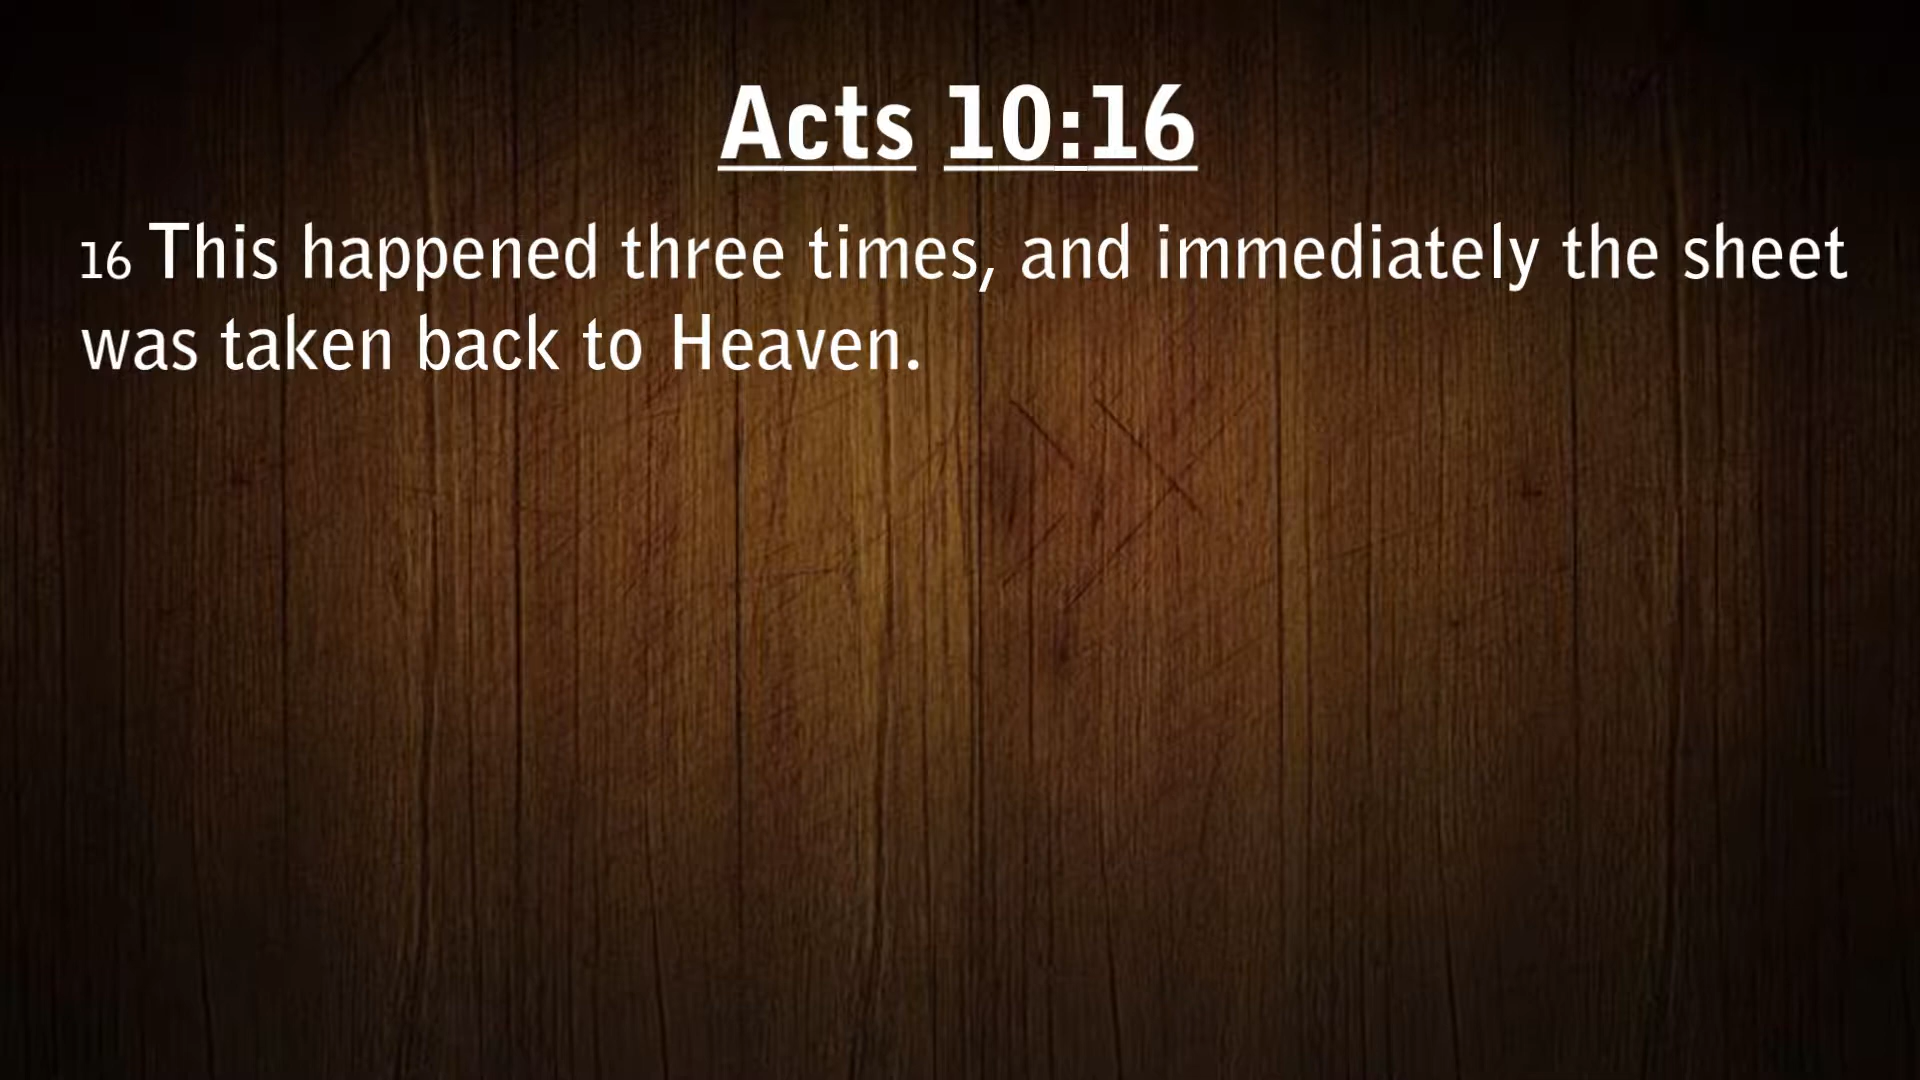 Acts 10:16
16 This happened three times, and immediately the sheet
was taken back to Heaven.